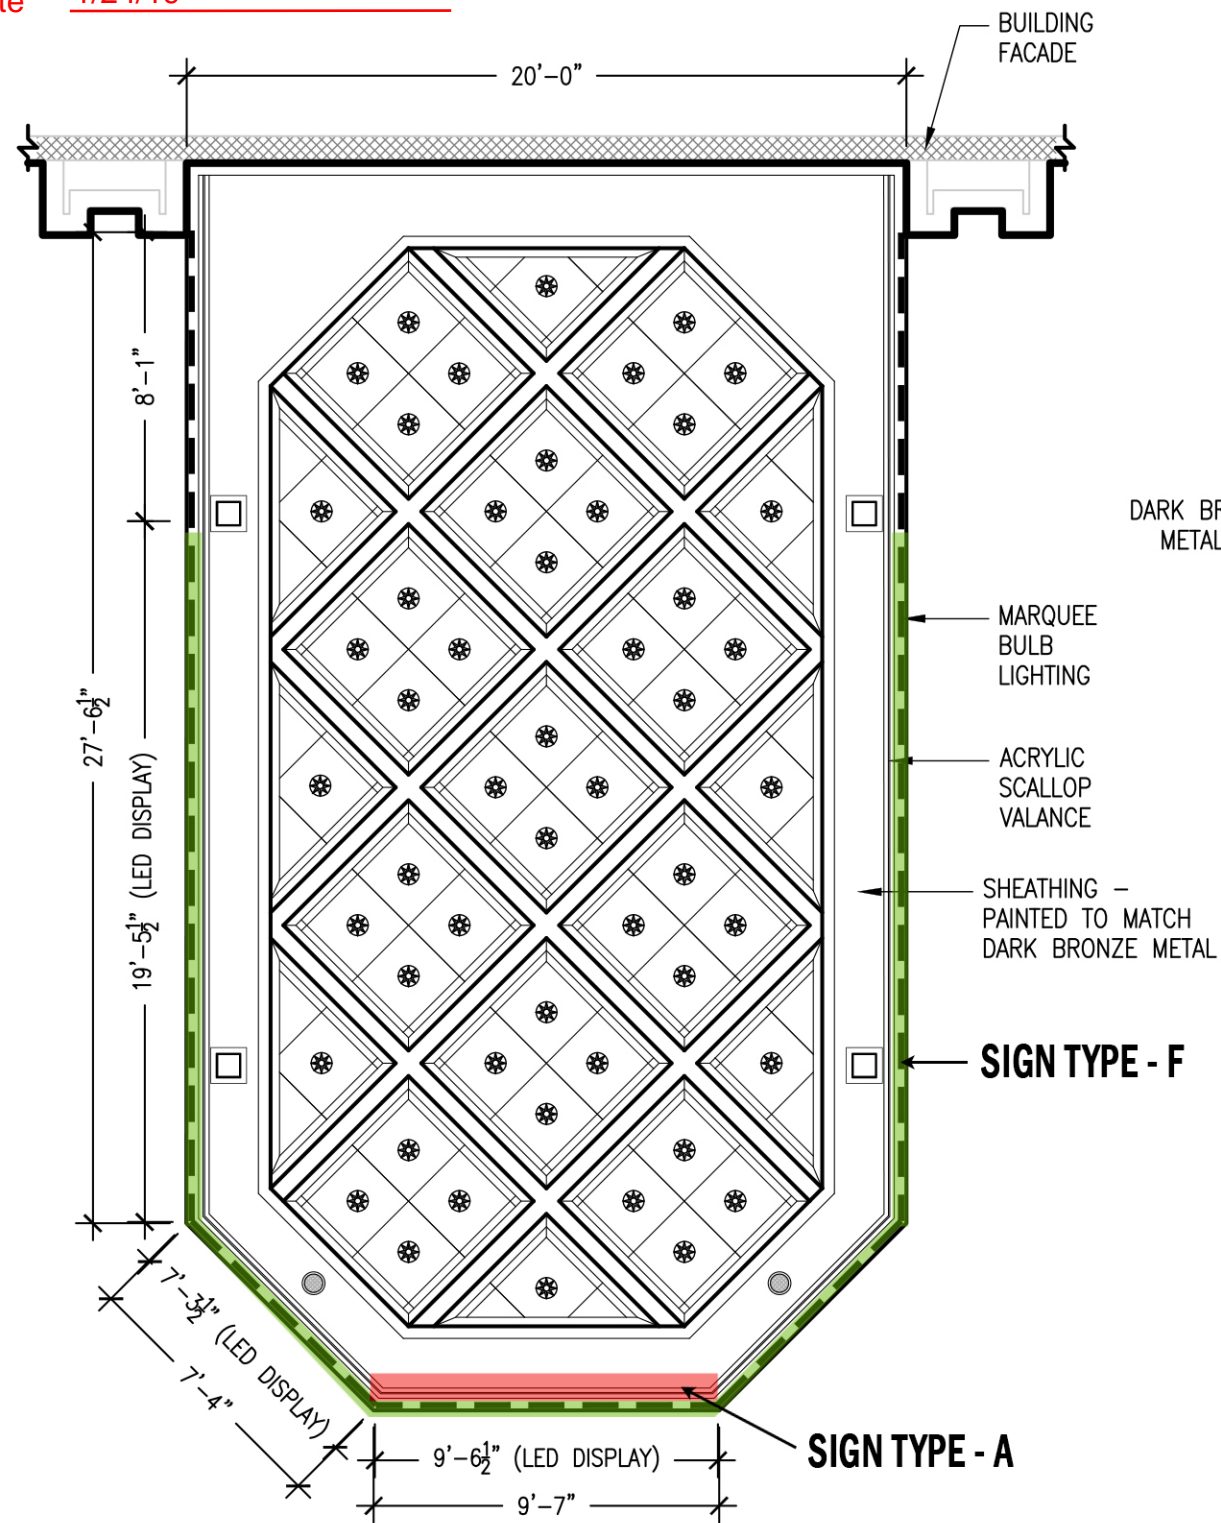 BUILDING
FACADE
20'-0"
8'-1"
27'-6½"
19'-5½" (LED DISPLAY)
MARQUEE
BULB
LIGHTING
ACRYLIC
SCALLOP
VALANCE
SHEATHING –
PAINTED TO MATCH
DARK BRONZE METAL
SIGN TYPE - F
7'-3½" (LED DISPLAY)
7'-4"
9'-6½" (LED DISPLAY)
9'-7"
SIGN TYPE - A
DARK
METAL